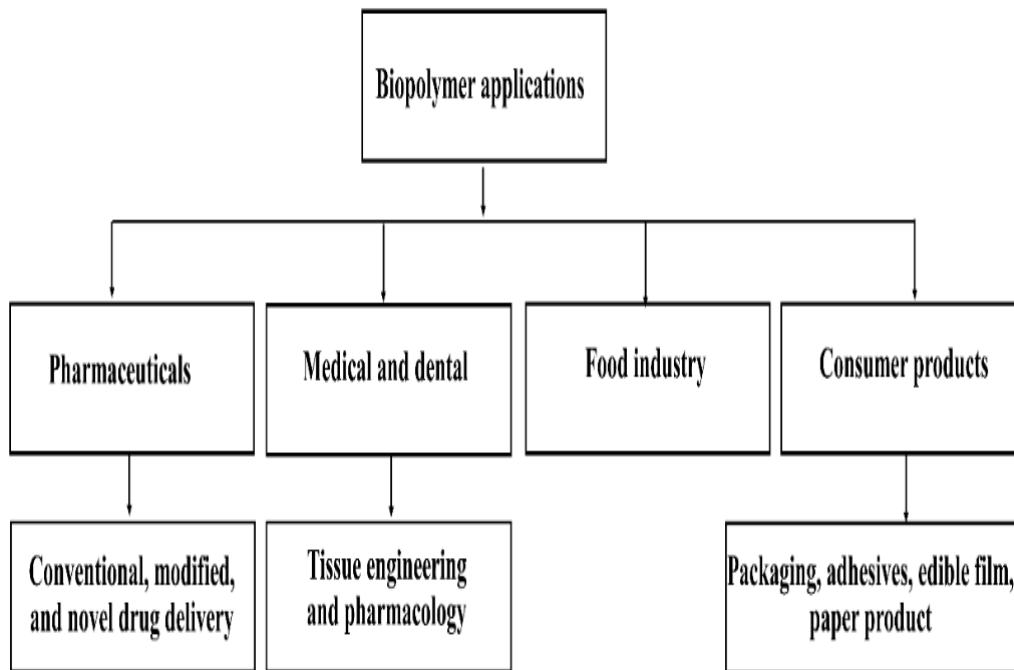 Biopolymer applications
Pharmaceuticals
Medical and dental
Food industry
Consumer products
Conventional, modified,
and novel drug delivery
Tissue engineering
and pharmacology
Packaging, adhesives, edible film,
paper product